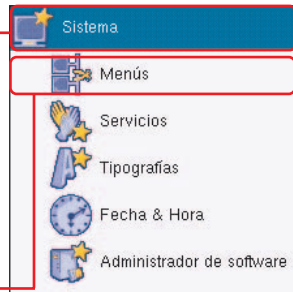 Sistema
Menús
Servicios
Tipografías
Fecha & Hora
Administrador de software